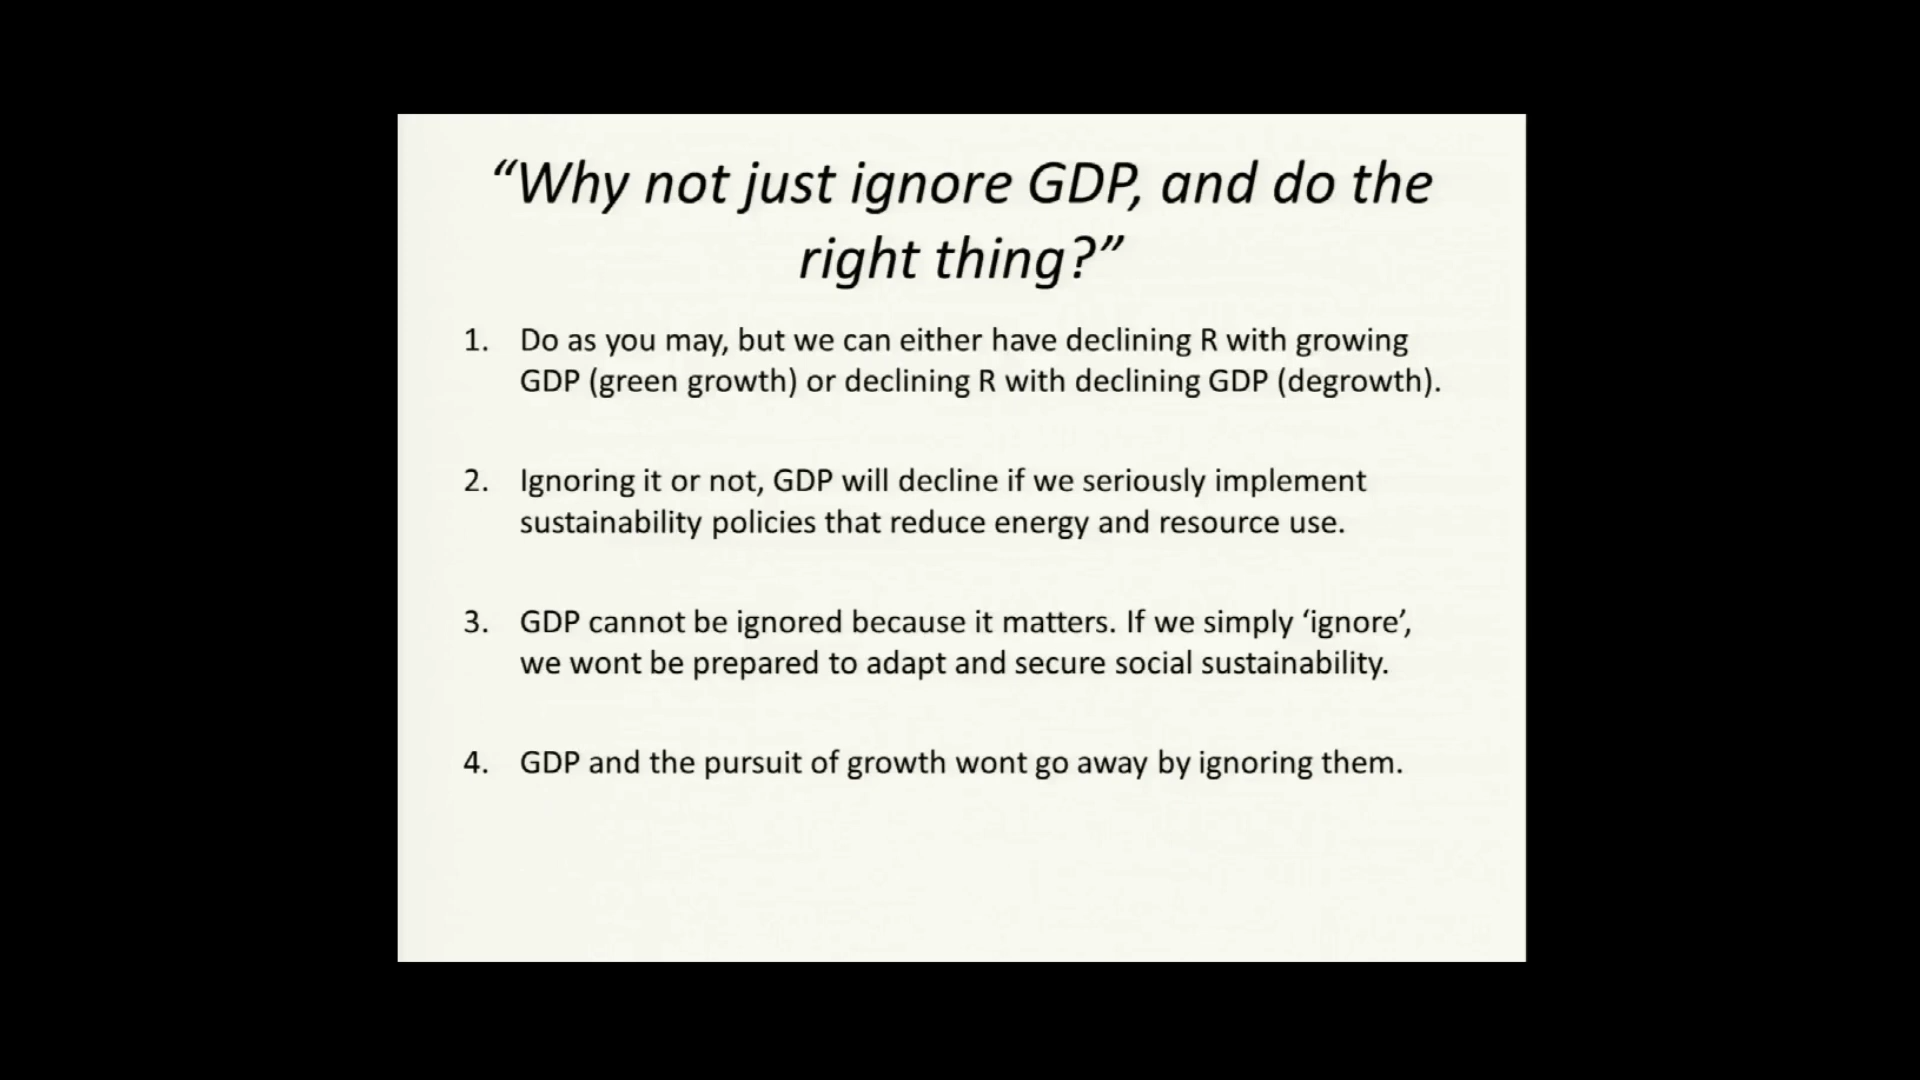 “Why not just ignore GDP, and do the
right thing?”
1. Do as you may, but we can either have declining R with growing
GDP (green growth) or declining R with declining GDP (degrowth).
2. Ignoring it or not, GDP will decline if we seriously implement
sustainability policies that reduce energy and resource use.
3. GDP cannot be ignored because it matters. If we simply ‘ignore’,
we wont be prepared to adapt and secure social sustainability.
4. GDP and the pursuit of growth wont go away by ignoring them.